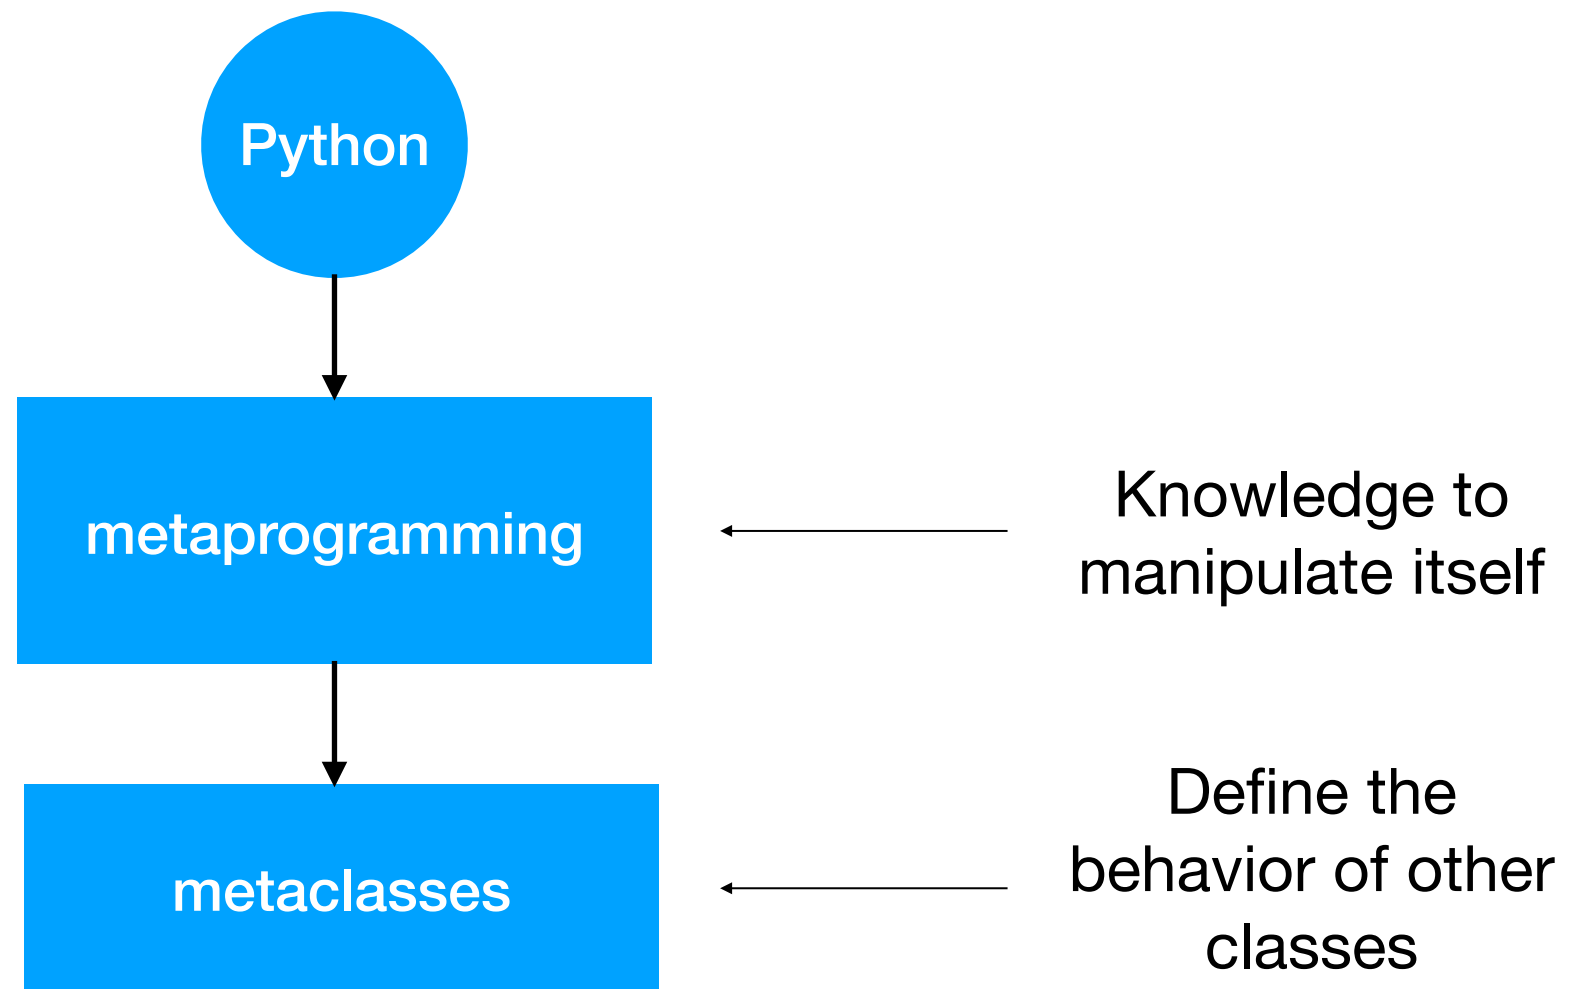 Python
metaprogramming
Knowledge to
manipulate itself
metaclasses
Define the
behavior of other
classes